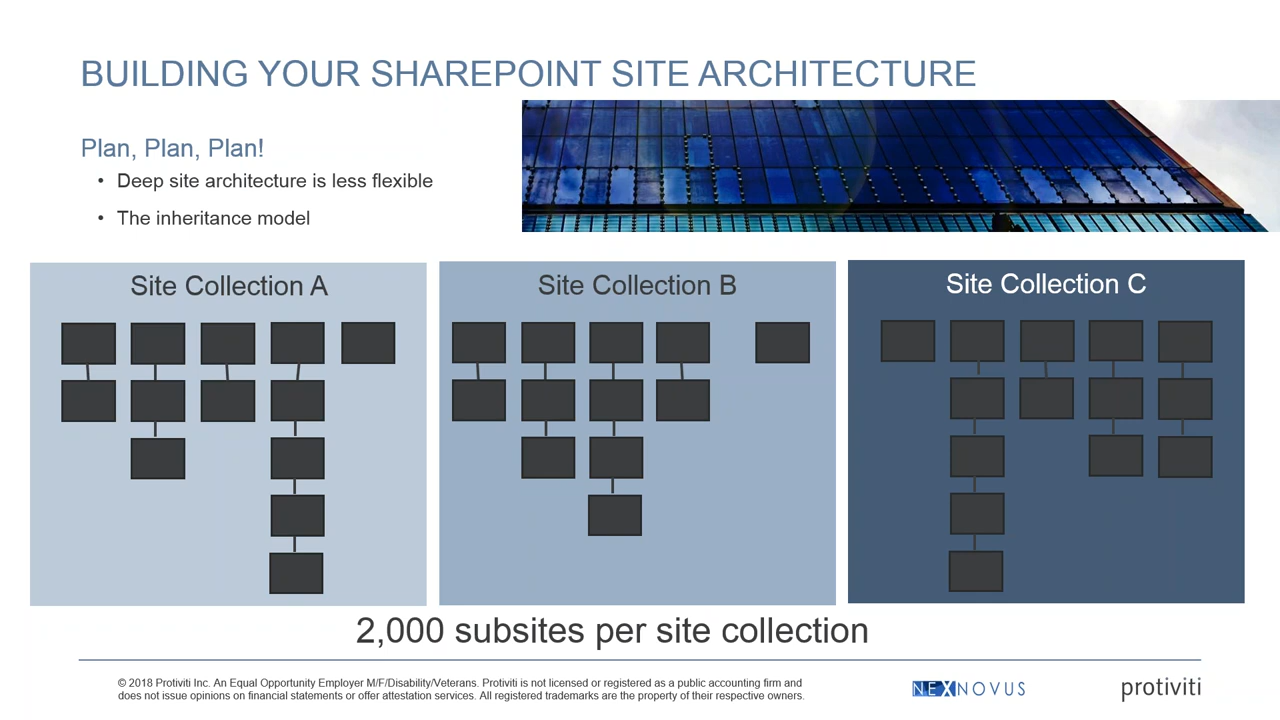 BUILDING YOUR SHAREPOINT SITE ARCHITECTURE
Plan, Plan, Plan!
• Deep site architecture is less flexible
• The inheritance model
Site Collection A
Site Collection B
Site Collection C
2,000 subsites per site collection
© 2018 Protiviti Inc. An Equal Opportunity Employer M/F/Disability/Veterans. Protiviti is not licensed or registered as a public accounting firm and
does not issue opinions on financial statements or offer attestation services. All registered trademarks are the property of their respective owners.
NEXNOVUS
protiviti